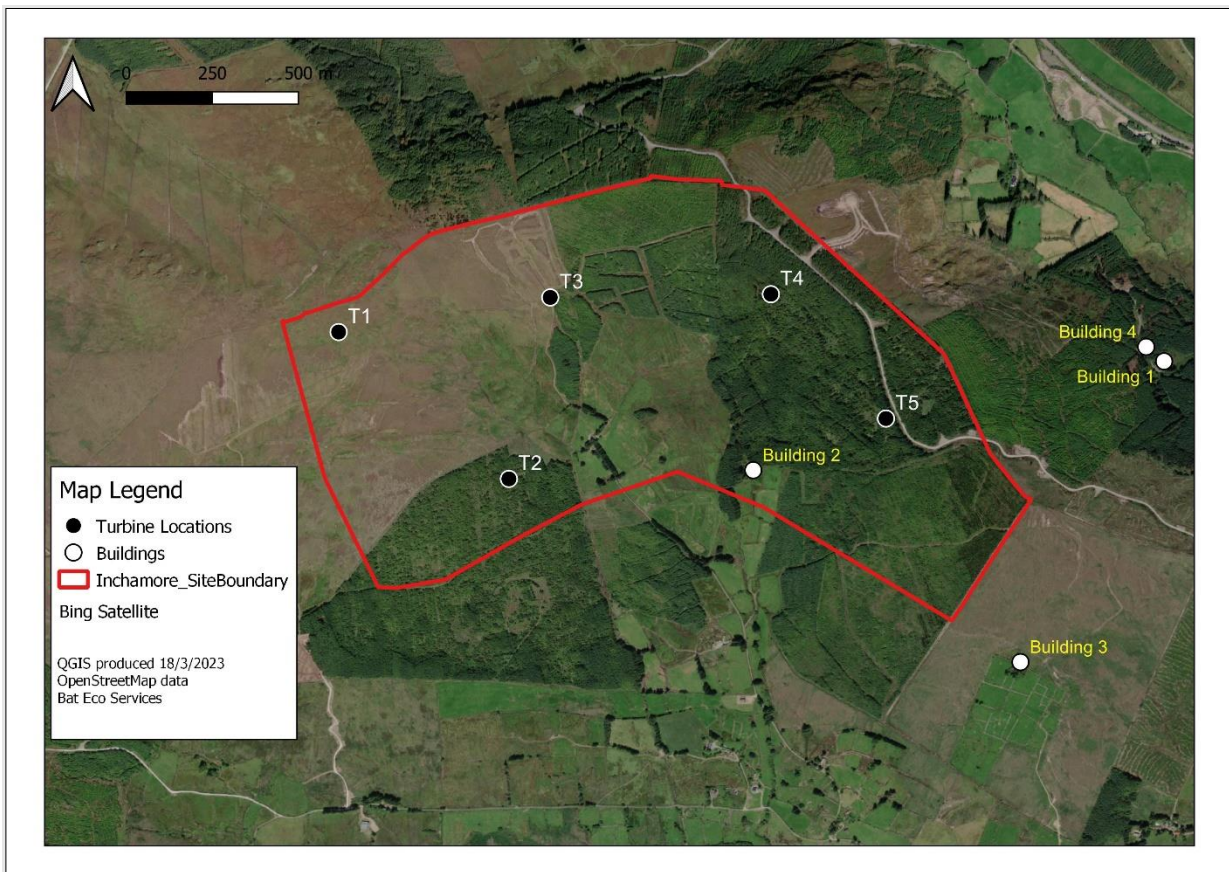 0 250 500 m
T3
T4
T1
Building 4
Building 1
T5
Building 2
T2
Map Legend
Turbine Locations
Buildings
Inchamore_SiteBoundary
Bing Satellite
Building 3
QGIS produced 18/3/2023
OpenStreetMap data
Bat Eco Services